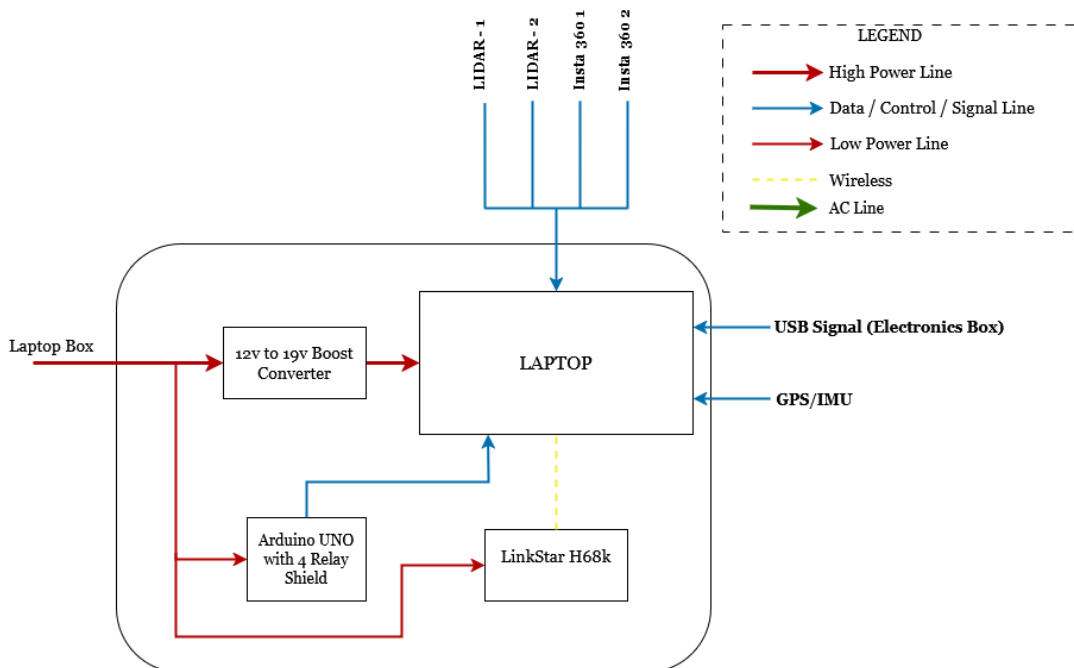 LIDAR - 1
LIDAR - 2
Insta 360 1
Insta 360 2
LEGEND
High Power Line
Data / Control / Signal Line
Low Power Line
Wireless
AC Line
Laptop Box
12v to 19v Boost
Converter
LAPTOP
USB Signal (Electronics Box)
GPS/IMU
Arduino UNO
with 4 Relay
Shield
LinkStar H68k